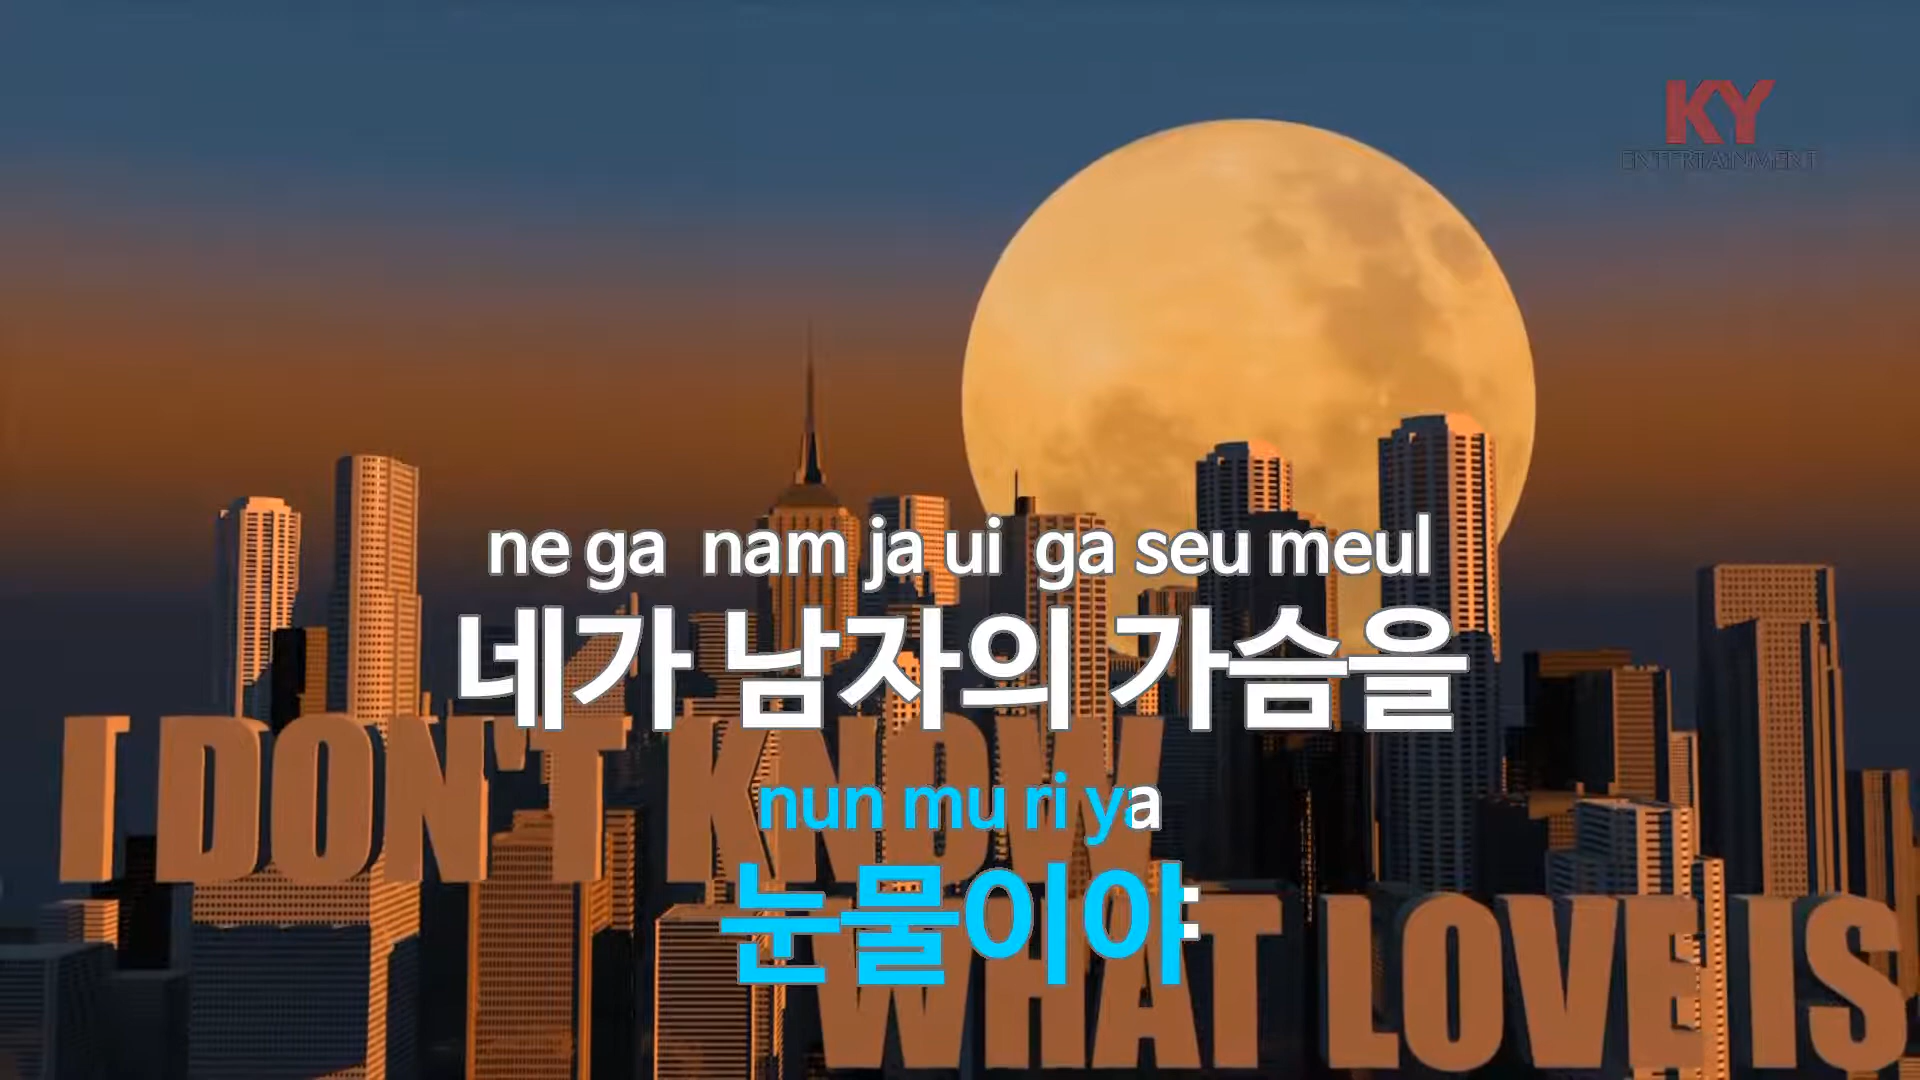 KY
ENTERTAINMENT
ne ga nam ja ui ga seu meul
네가 남자의 가슴을
I DON'T KNOW
nun mu ri ya
눈물이야
WHAT LOVE IS